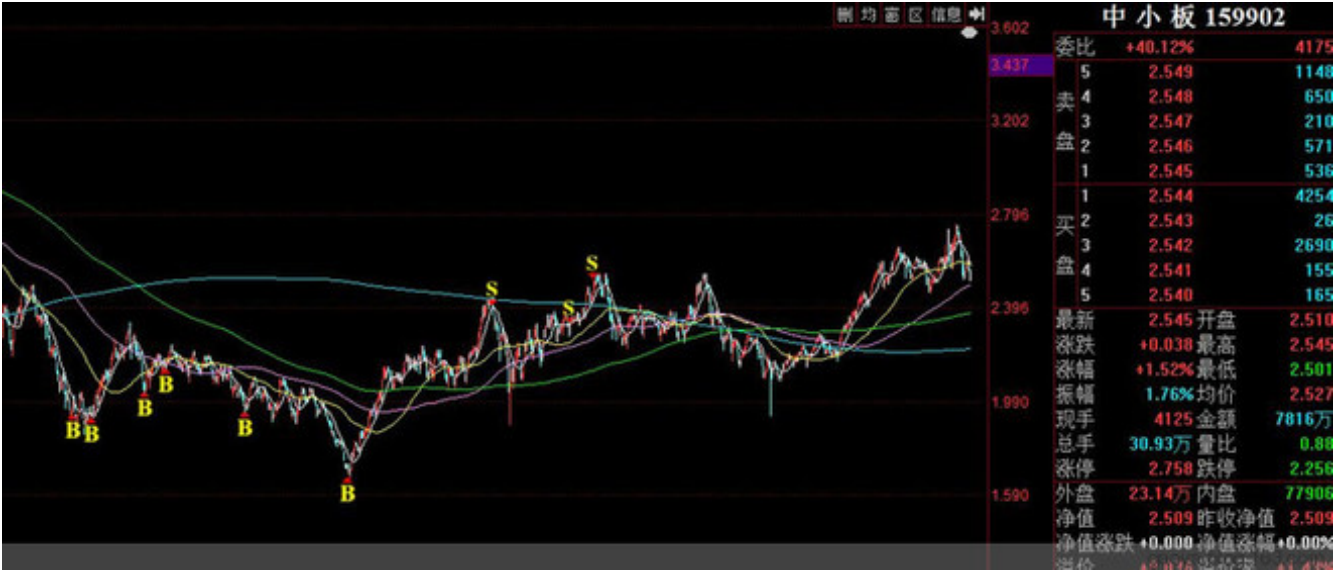 删 均 窗 区 信息
3.602
3.437
3.202
2.796
2.396
1.990
1.590
S
S
S
B
B
B
B
B
B
中小板 159902
委比 +40.12% 4175
卖盘
5 2.549 1148
4 2.548 650
3 2.547 210
2 2.546 571
1 2.545 536
买盘
1 2.544 4254
2 2.543 26
3 2.542 2690
4 2.541 155
5 2.540 165
最新 2.545 开盘 2.510
涨跌 +0.038 最高 2.545
涨幅 +1.52% 最低 2.501
振幅 1.76% 均价 2.527
现手 4125 金额 7816万
总手 30.93万 量比 0.88
涨停 2.758 跌停 2.256
外盘 23.14万 内盘 77906
净值 2.509 昨收净值 2.509
净值涨跌 +0.000 净值涨幅 +0.00%